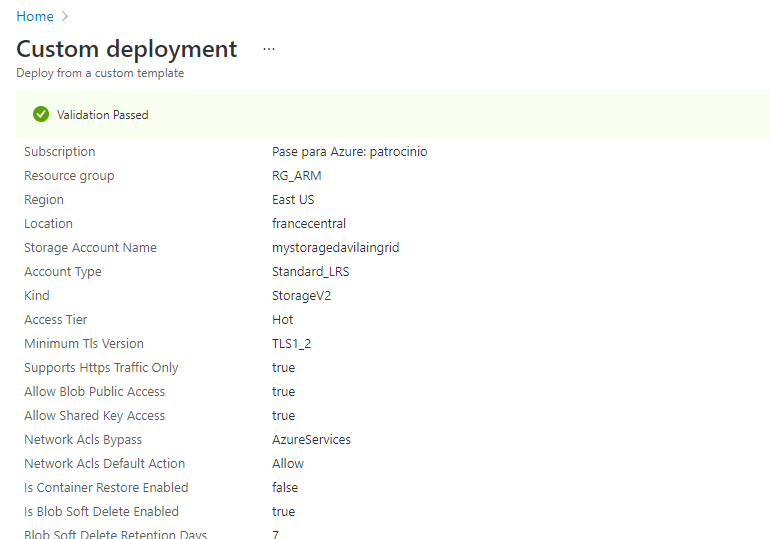 Home >
Custom deployment ...
Deploy from a custom template
Validation Passed
Subscription Pase para Azure: patrocinio
Resource group RG_ARM
Region East US
Location francecentral
Storage Account Name mystoragedavilaingrid
Account Type Standard_LRS
Kind StorageV2
Access Tier Hot
Minimum Tls Version TLS1_2
Supports Https Traffic Only true
Allow Blob Public Access true
Allow Shared Key Access true
Network Acls Bypass AzureServices
Network Acls Default Action Allow
Is Container Restore Enabled false
Is Blob Soft Delete Enabled true
Blob Soft Delete Retention Days 7